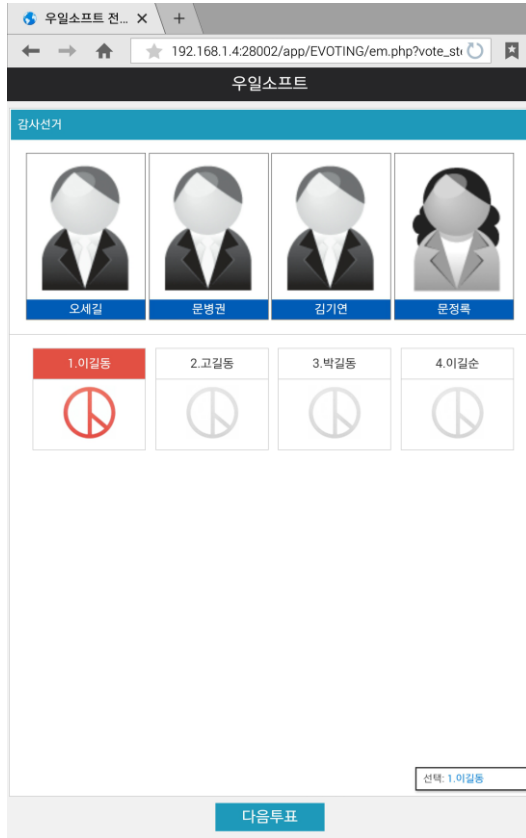 우일소프트 전...
192.168.1.4:28002/app/EVOTING/em.php?vote_st
우일소프트
감사선거
오세길 문병권 김기연 문정록
1.이길동 2.고길동 3.박길동 4.이길순
선택: 1.이길동
다음투표